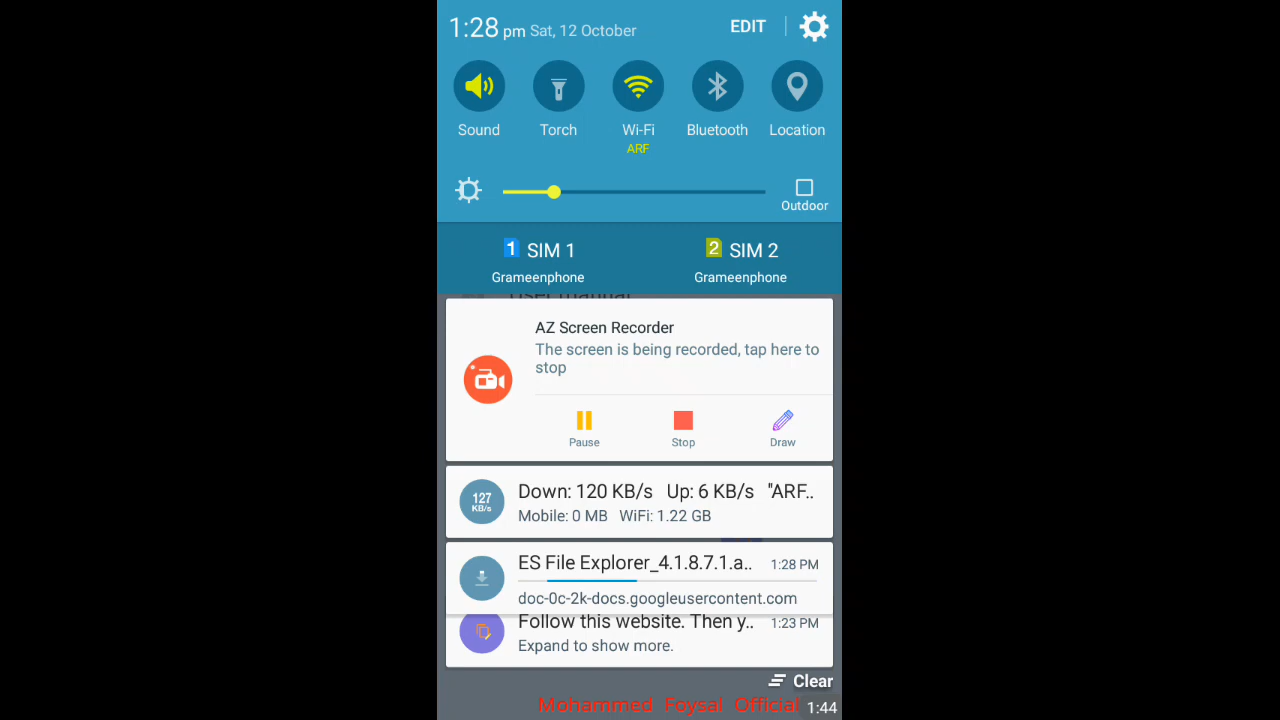 1:28 pm Sat, 12 October EDIT
Sound Torch Wi-Fi Bluetooth Location
ARF
Outdoor
1 SIM 1 2 SIM 2
Grameenphone Grameenphone
User manual
AZ Screen Recorder
The screen is being recorded, tap here to
stop
Pause Stop Draw
127
KB/s
Down: 120 KB/s Up: 6 KB/s "ARF..
Mobile: 0 MB WiFi: 1.22 GB
ES File Explorer_4.1.8.7.1.a.. 1:28 PM
doc-0c-2k-docs.googleusercontent.com
Follow this website. Then y.. 1:23 PM
Expand to show more.
Clear
Mohammed Foysal Official 1:44